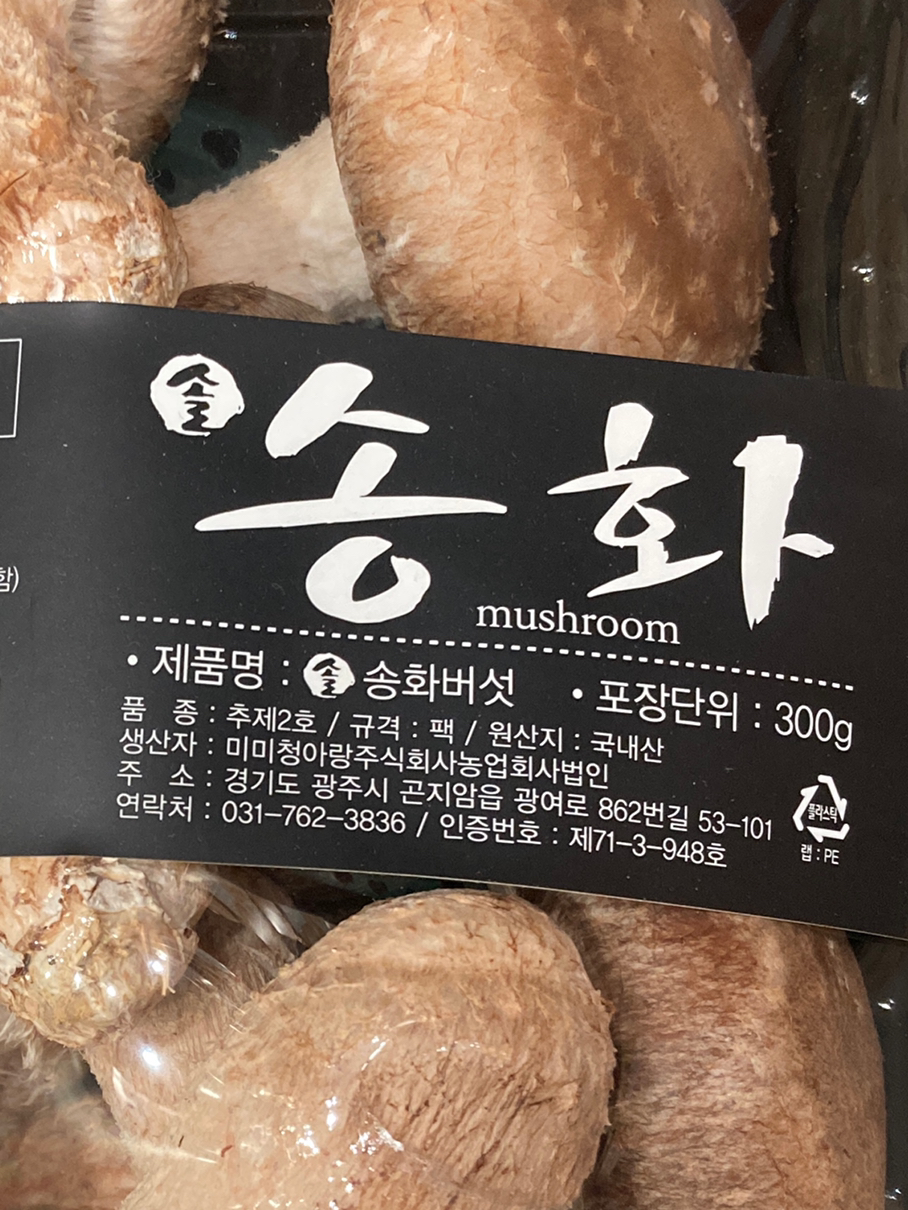 솔 송화
mushroom
• 제품명 : 솔 송화버섯 • 포장단위 : 300g
품 종 : 추제2호 / 규격 : 팩 / 원산지 : 국내산
생산자 : 미미청아랑주식회사농업회사법인
주 소 : 경기도 광주시 곤지암읍 광여로 862번길 53-101
연락처 : 031-762-3836 / 인증번호 : 제71-3-948호
플라스틱
랩 : PE
함)